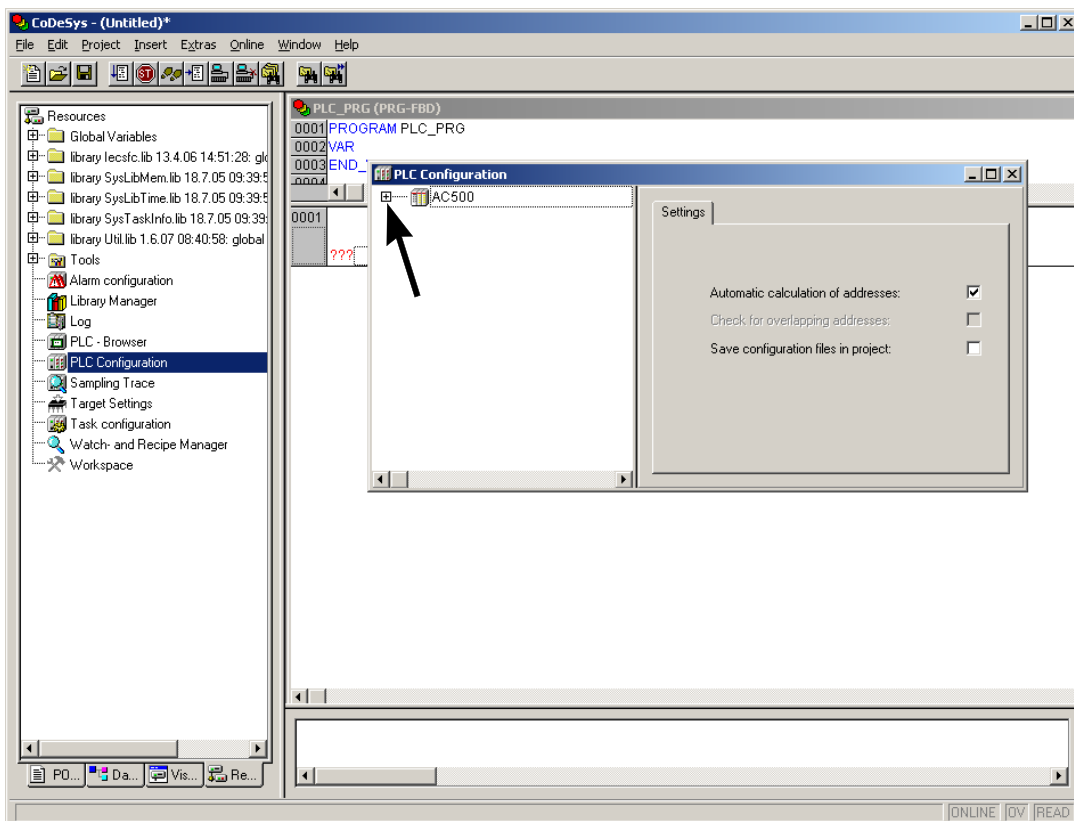 CoDeSys - (Untitled)*
File Edit Project Insert Extras Online Window Help
Resources
Global Variables
library Iecsfc.lib 13.4.06 14:51:28: glo
library SysLibMem.lib 18.7.05 09:39:5
library SysLibTime.lib 18.7.05 09:39:5
library SysTaskInfo.lib 18.7.05 09:39:
library Util.lib 1.6.07 08:40:58: global
Tools
Alarm configuration
Library Manager
Log
PLC - Browser
PLC Configuration
Sampling Trace
Target Settings
Task configuration
Watch- and Recipe Manager
Workspace
PO...
Da...
Vis...
Re...
PLC_PRG (PRG-FBD)
0001 PROGRAM PLC_PRG
0002 VAR
0003 END_
0004
0001
???
PLC Configuration
AC500
Settings
Automatic calculation of addresses:
Check for overlapping addresses:
Save configuration files in project:
ONLINE OV READ